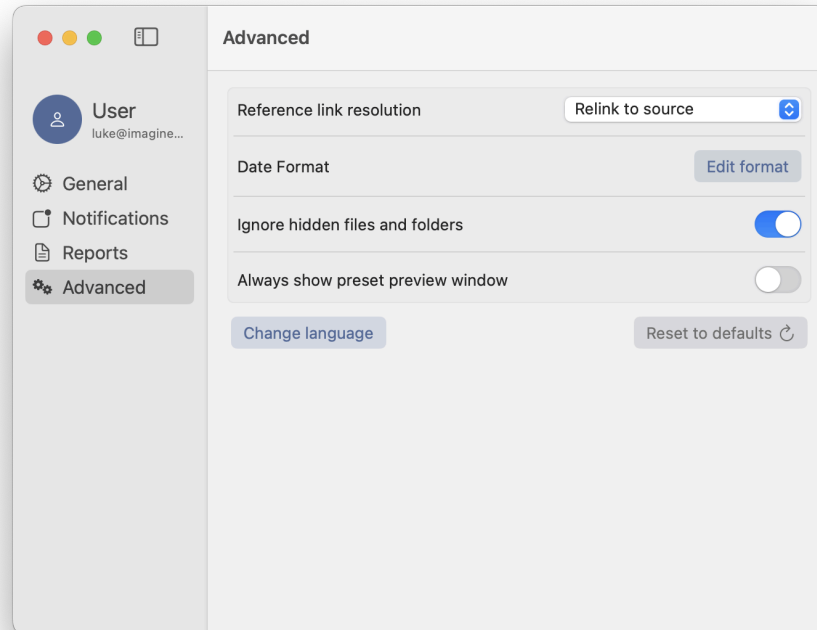 Advanced
User
luke@imagine...
General
Notifications
Reports
Advanced
Reference link resolution
Relink to source
Date Format
Edit format
Ignore hidden files and folders
Always show preset preview window
Change language
Reset to defaults